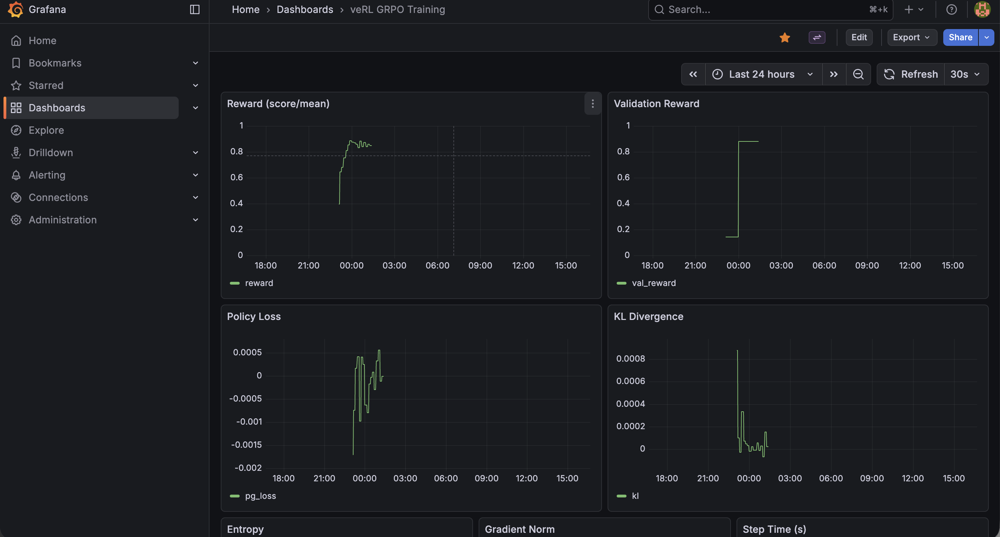 Grafana
Home › Dashboards › veRL GRPO Training
Search...
⌘+k
Home
Bookmarks
Starred
Dashboards
Explore
Drilldown
Alerting
Connections
Administration
Edit
Export
Share
Last 24 hours
Refresh
30s
Reward (score/mean)
1
0.8
0.6
0.4
0.2
0
18:00 21:00 00:00 03:00 06:00 09:00 12:00 15:00
reward
Validation Reward
1
0.8
0.6
0.4
0.2
0
18:00 21:00 00:00 03:00 06:00 09:00 12:00 15:00
val_reward
Policy Loss
0.0005
0
-0.0005
-0.001
-0.0015
-0.002
18:00 21:00 00:00 03:00 06:00 09:00 12:00 15:00
pg_loss
KL Divergence
0.0008
0.0006
0.0004
0.0002
0
18:00 21:00 00:00 03:00 06:00 09:00 12:00 15:00
kl
Entropy
Gradient Norm
Step Time (s)